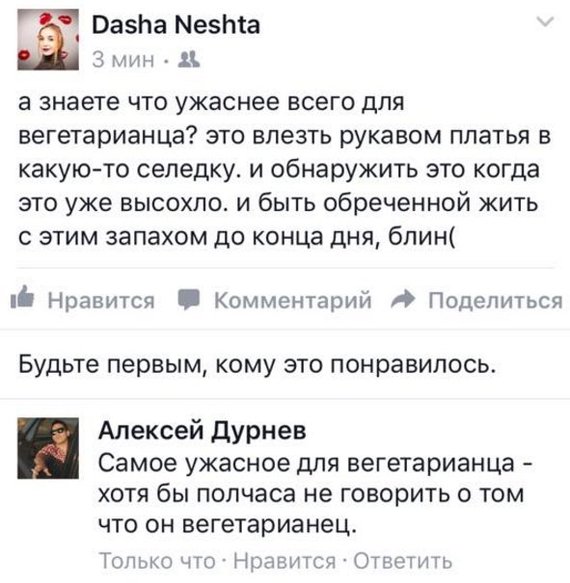 Dasha Neshta
3 мин ·
а знаете что ужаснее всего для
вегетарианца? это влезть рукавом платья в
какую-то селедку. и обнаружить это когда
это уже высохло. и быть обреченной жить
с этим запахом до конца дня, блин(
Нравится Комментарий Поделиться
Будьте первым, кому это понравилось.
Алексей Дурнев
Самое ужасное для вегетарианца -
хотя бы полчаса не говорить о том
что он вегетарианец.
Только что · Нравится · Ответить